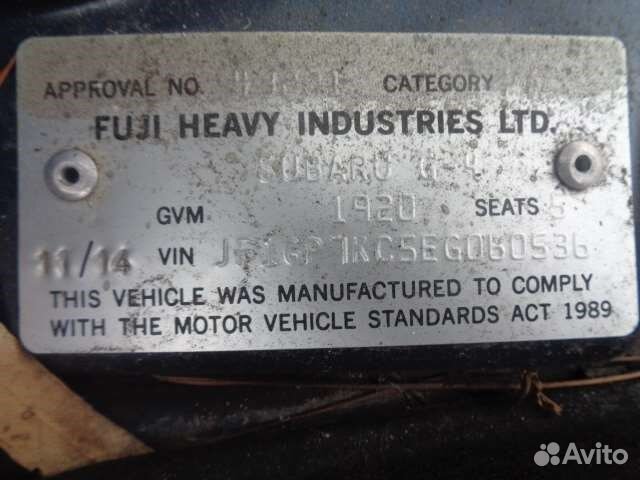 APPROVAL NO. CATEGORY
FUJI HEAVY INDUSTRIES LTD.
SUBARU G-4
GVM 1920 SEATS 5
11/14 VIN JF1GP7KC5EG080536
THIS VEHICLE WAS MANUFACTURED TO COMPLY
WITH THE MOTOR VEHICLE STANDARDS ACT 1989
Avito